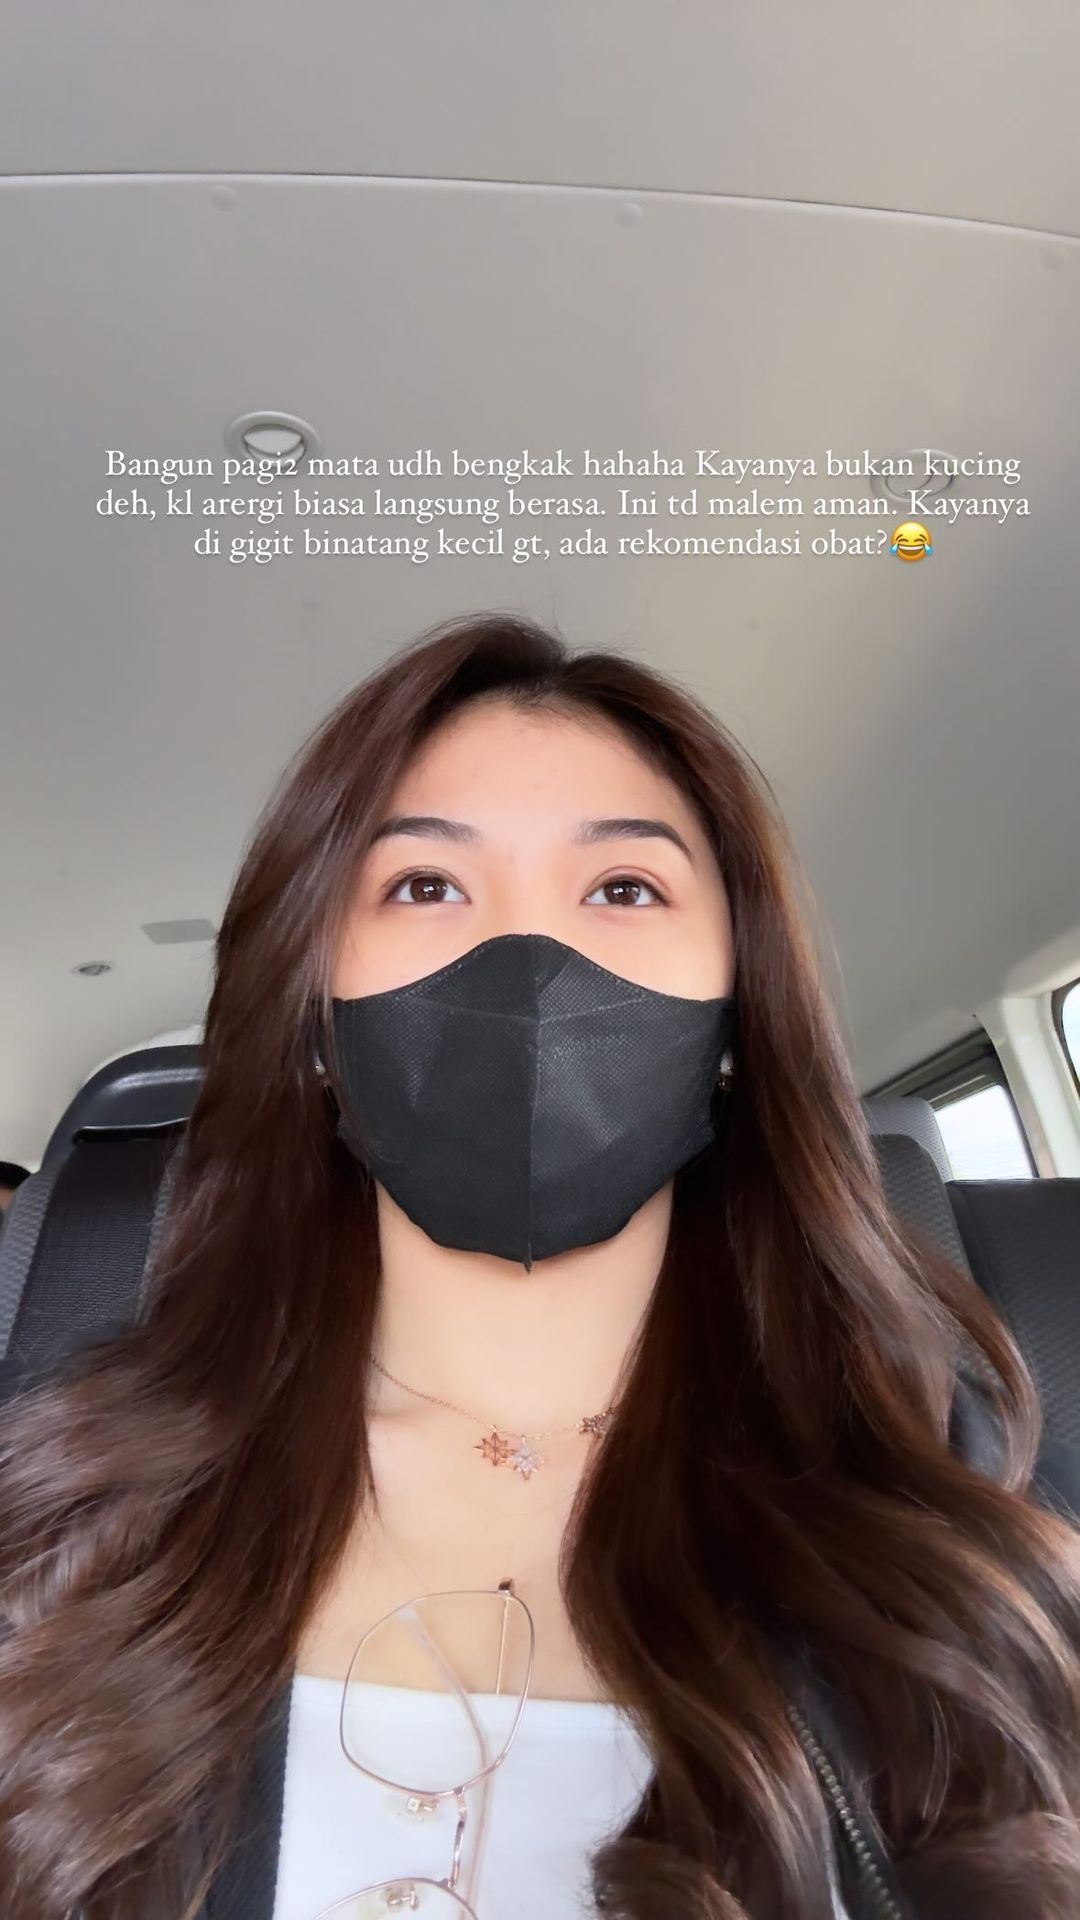 Bangun pagi2 mata udh bengkak hahaha Kayanya bukan kucing
deh, kl arergi biasa langsung berasa. Ini td malem aman. Kayanya
di gigit binatang kecil gt, ada rekomendasi obat?😂